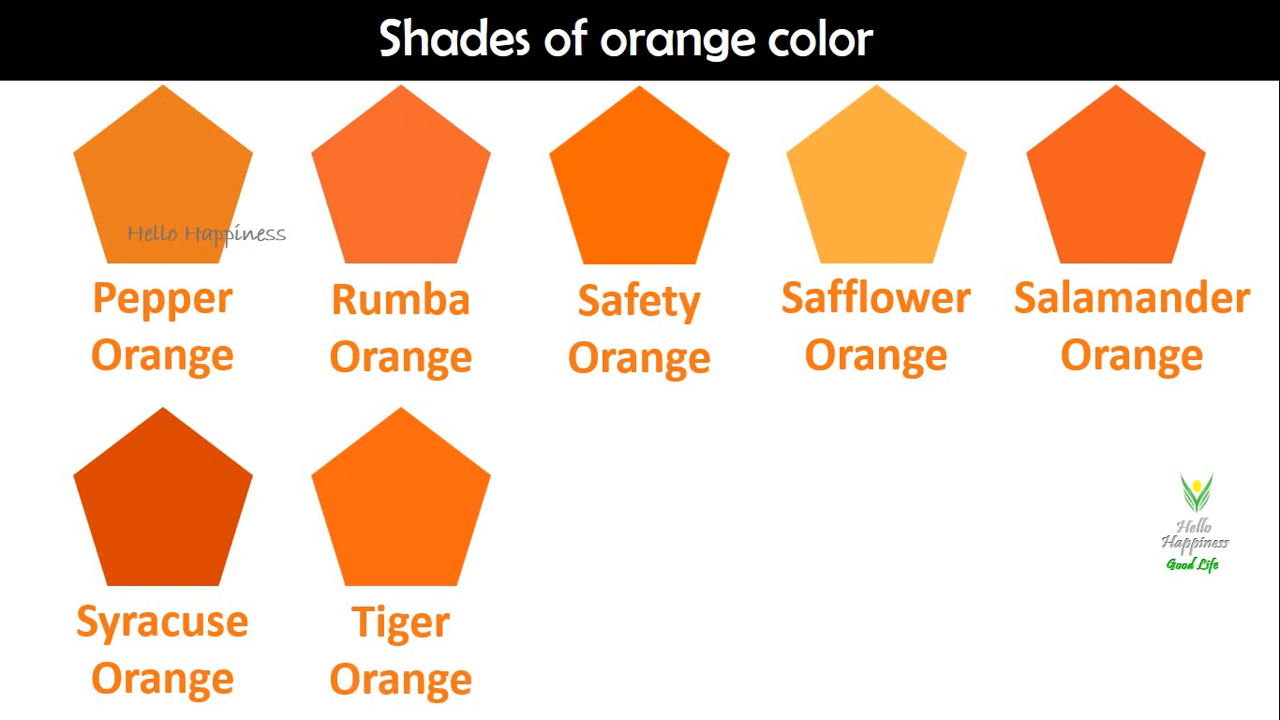 Shades of orange color
Hello Happiness
Pepper
Orange
Rumba
Orange
Safety
Orange
Safflower
Orange
Salamander
Orange
Syracuse
Orange
Tiger
Orange
Hello
Happiness
Good Life